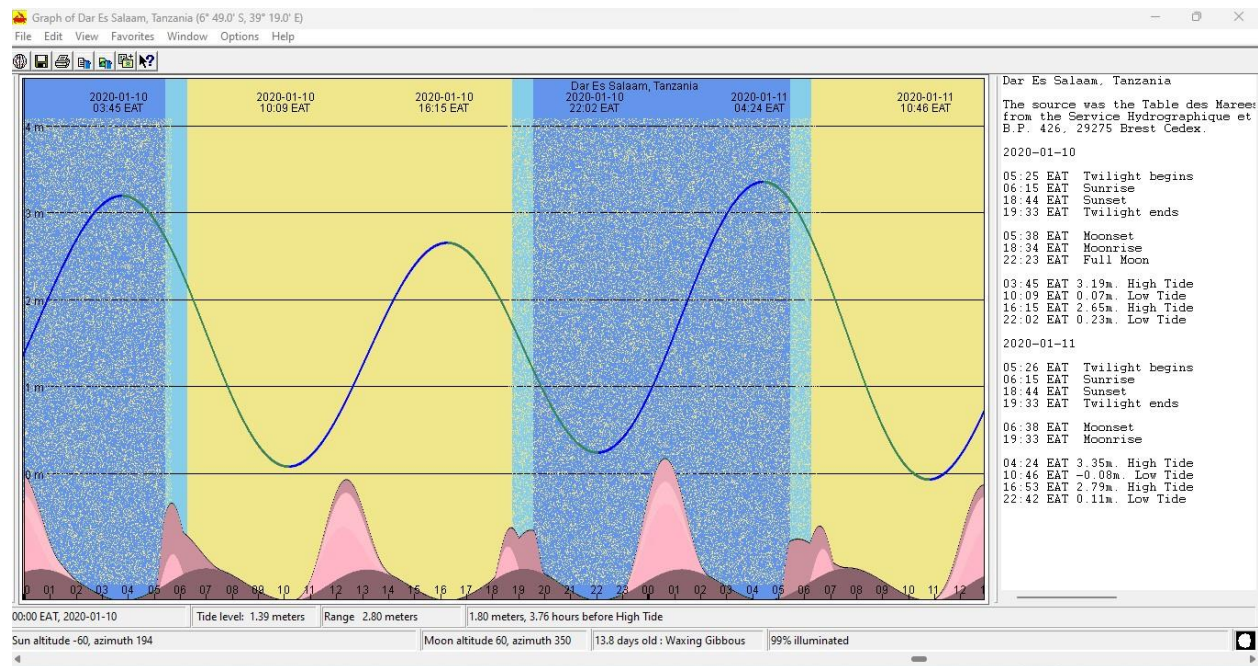 Graph of Dar Es Salaam, Tanzania (6° 49.0' S, 39° 19.0' E)
File Edit View Favorites Window Options Help
Dar Es Salaam, Tanzania
2020-01-10 2020-01-10 2020-01-10 2020-01-10 2020-01-11 2020-01-11
03:45 EAT 10:09 EAT 16:15 EAT 22:02 EAT 04:24 EAT 10:46 EAT
4 m
3 m
2 m
1 m
0 m
0 01 02 03 04 05 06 07 08 09 10 11 12 13 14 15 16 17 18 19 20 21 22 23 00 01 02 03 04 05 06 07 08 09 10 11 12
Dar Es Salaam, Tanzania
The source was the Table des Marees
from the Service Hydrographique et
B.P. 426, 29275 Brest Cedex.
2020-01-10
05:25 EAT Twilight begins
06:15 EAT Sunrise
18:44 EAT Sunset
19:33 EAT Twilight ends
05:38 EAT Moonset
18:34 EAT Moonrise
22:23 EAT Full Moon
03:45 EAT 3.19m. High Tide
10:09 EAT 0.07m. Low Tide
16:15 EAT 2.65m. High Tide
22:02 EAT 0.23m. Low Tide
2020-01-11
05:26 EAT Twilight begins
06:15 EAT Sunrise
18:44 EAT Sunset
19:33 EAT Twilight ends
06:38 EAT Moonset
19:33 EAT Moonrise
04:24 EAT 3.35m. High Tide
10:46 EAT -0.08m. Low Tide
16:53 EAT 2.79m. High Tide
22:42 EAT 0.11m. Low Tide
00:00 EAT, 2020-01-10 Tide level: 1.39 meters Range 2.80 meters 1.80 meters, 3.76 hours before High Tide
Sun altitude -60, azimuth 194 Moon altitude 60, azimuth 350 13.8 days old : Waxing Gibbous 99% illuminated